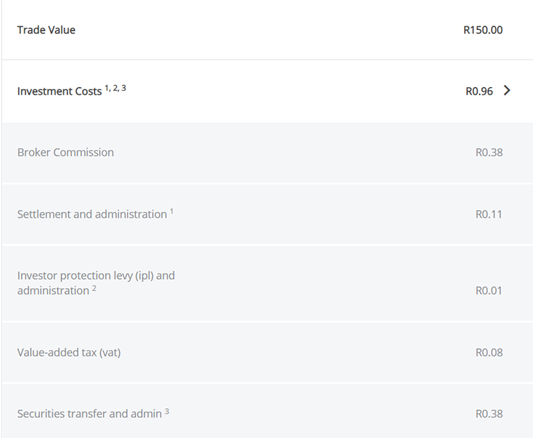 Trade Value R150.00
Investment Costs 1, 2, 3 R0.96
Broker Commission R0.38
Settlement and administration 1 R0.11
Investor protection levy (ipl) and
administration 2 R0.01
Value-added tax (vat) R0.08
Securities transfer and admin 3 R0.38